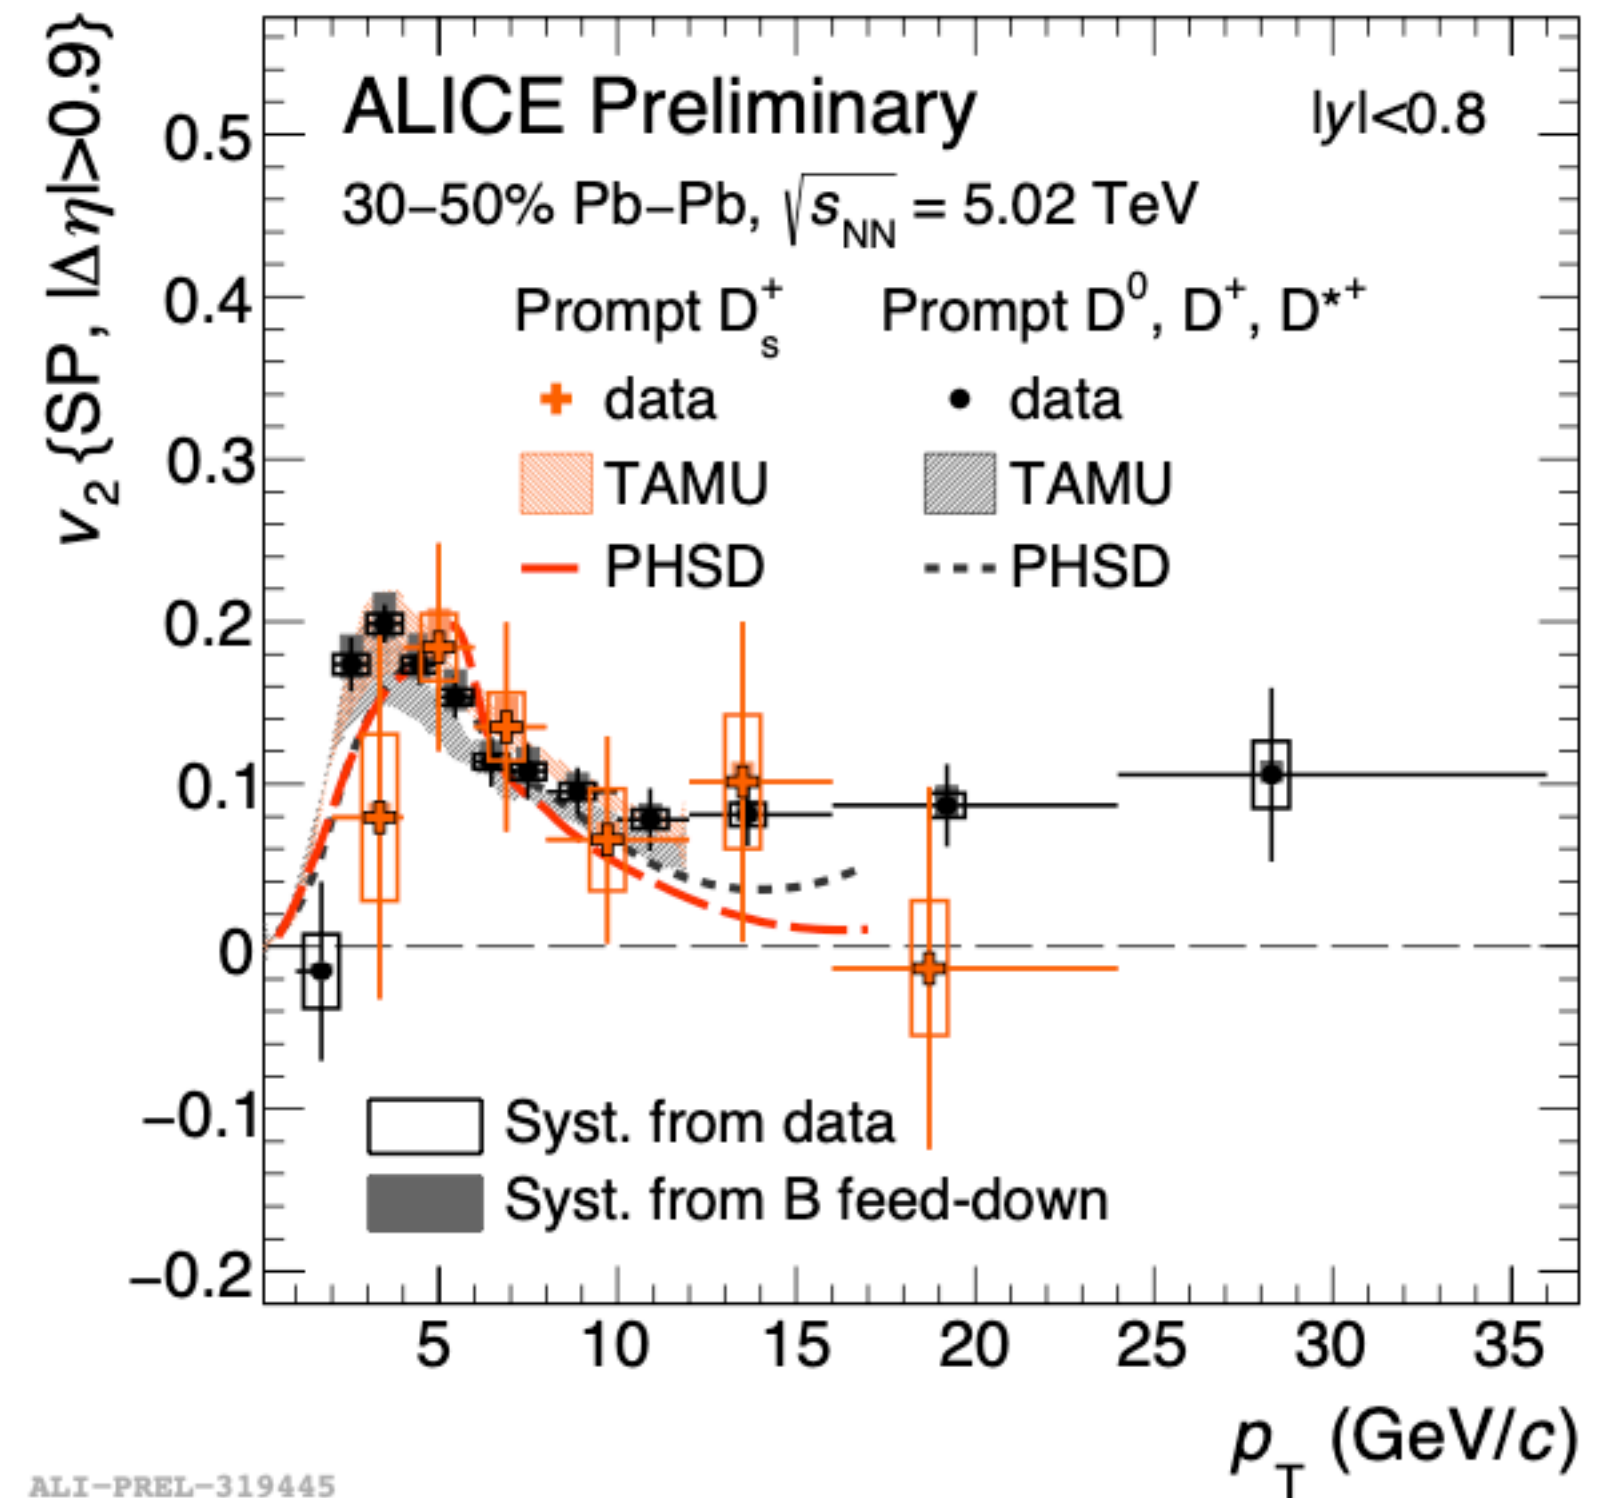 v₂{SP, |Δη|>0.9}
ALICE Preliminary
|y|<0.8
30−50% Pb−Pb, √sNN = 5.02 TeV
Prompt Dₛ⁺ Prompt D⁰, D⁺, D*⁺
data data
TAMU TAMU
PHSD PHSD
0.5
0.4
0.3
0.2
0.1
0
−0.1
−0.2
Syst. from data
Syst. from B feed-down
5 10 15 20 25 30 35
pT (GeV/c)
ALI−PREL−319445